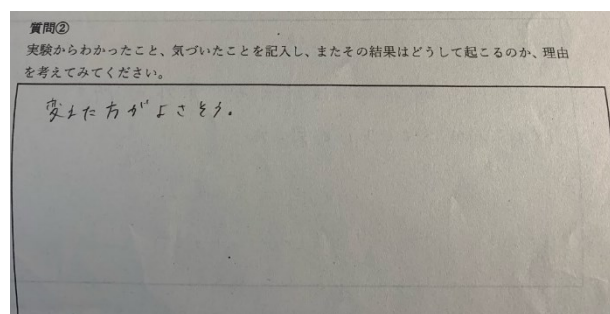 質問②
実験からわかったこと、気づいたことを記入し、またその結果はどうして起こるのか、理由
を考えてみてください。
変えた方がよさそう。